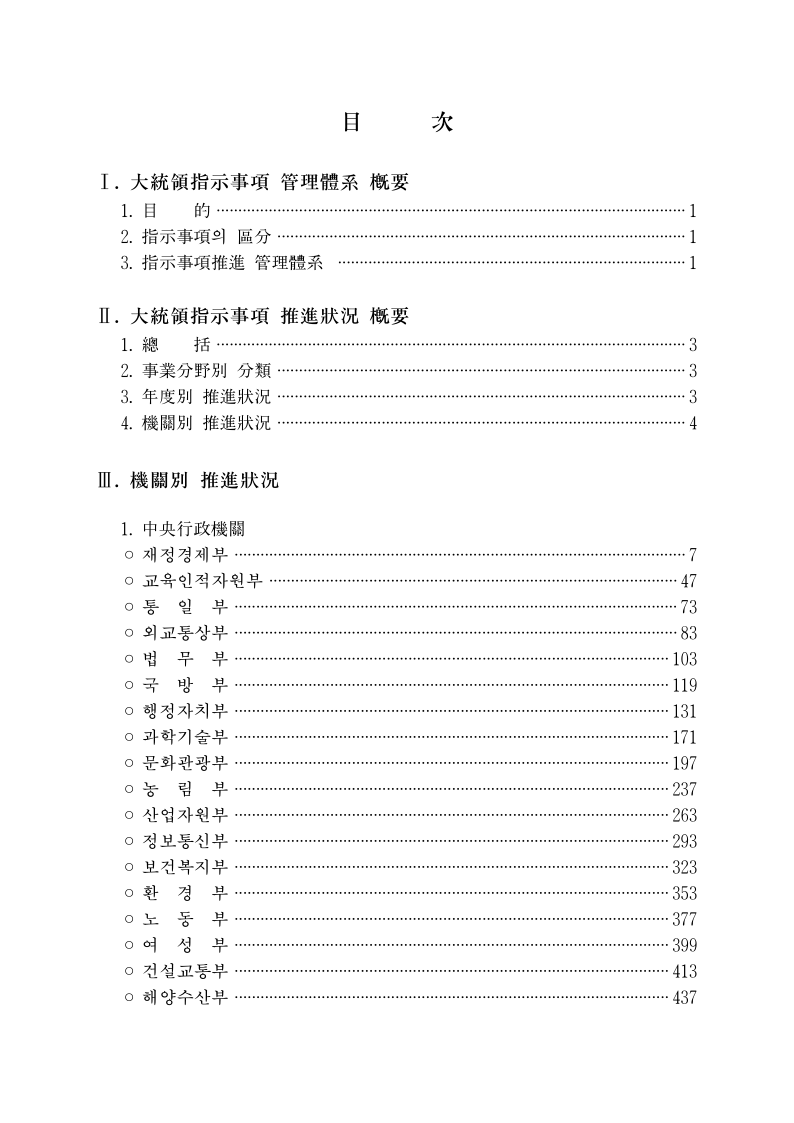 目 次
Ⅰ. 大統領指示事項 管理體系 槪要
1. 目 的 ········ 1
2. 指示事項의 區分 ········ 1
3. 指示事項推進 管理體系 ········ 1
Ⅱ. 大統領指示事項 推進狀況 槪要
1. 總 括 ········ 3
2. 事業分野別 分類 ········ 3
3. 年度別 推進狀況 ········ 3
4. 機關別 推進狀況 ········ 4
Ⅲ. 機關別 推進狀況
1. 中央行政機關
○ 재정경제부 ········ 7
○ 교육인적자원부 ········ 47
○ 통 일 부 ········ 73
○ 외교통상부 ········ 83
○ 법 무 부 ········ 103
○ 국 방 부 ········ 119
○ 행정자치부 ········ 131
○ 과학기술부 ········ 171
○ 문화관광부 ········ 197
○ 농 림 부 ········ 237
○ 산업자원부 ········ 263
○ 정보통신부 ········ 293
○ 보건복지부 ········ 323
○ 환 경 부 ········ 353
○ 노 동 부 ········ 377
○ 여 성 부 ········ 399
○ 건설교통부 ········ 413
○ 해양수산부 ········ 437